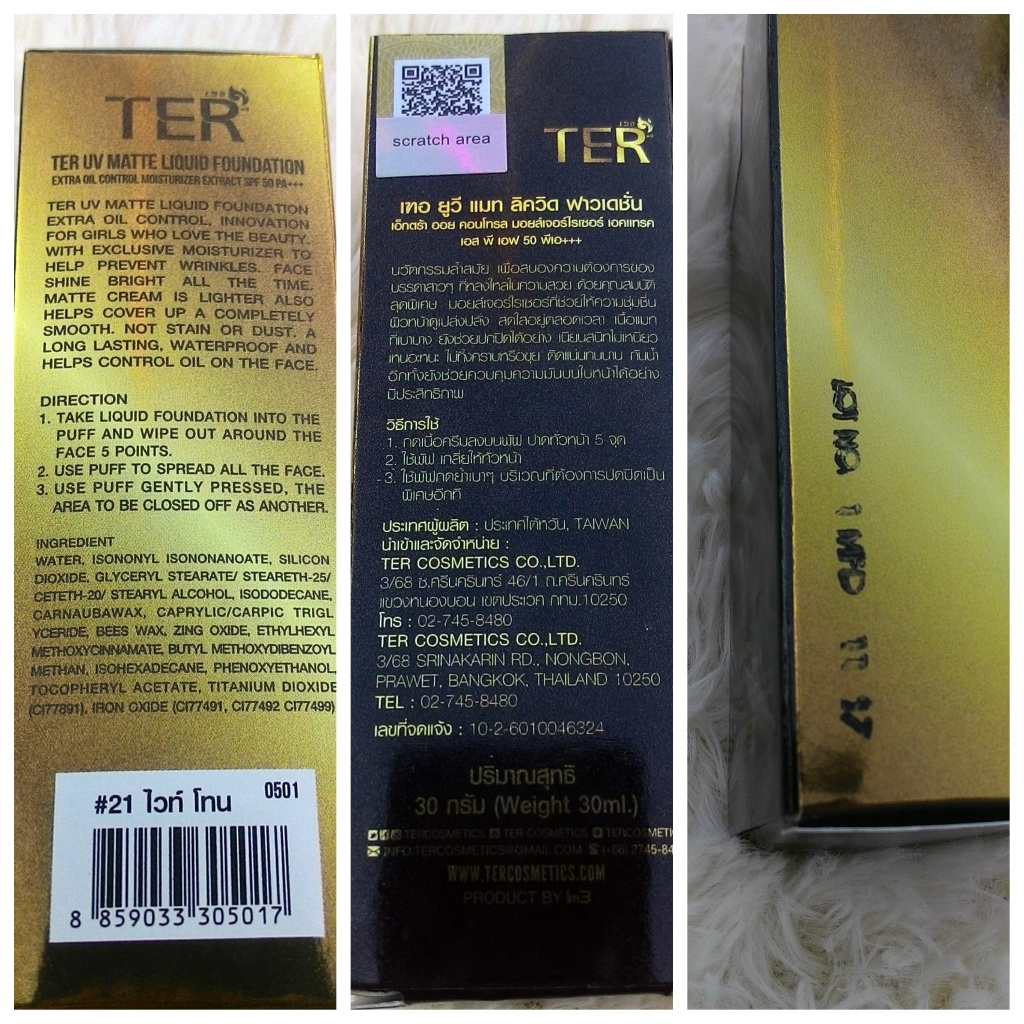 TER
TER UV MATTE LIQUID FOUNDATION
EXTRA OIL CONTROL MOISTURIZER EXTRACT SPF 50 PA+++
TER UV MATTE LIQUID FOUNDATION
EXTRA OIL CONTROL, INNOVATION
FOR GIRLS WHO LOVE THE BEAUTY.
WITH EXCLUSIVE MOISTURIZER TO
HELP PREVENT WRINKLES. FACE
SHINE BRIGHT ALL THE TIME.
MATTE CREAM IS LIGHTER ALSO
HELPS COVER UP A COMPLETELY
SMOOTH. NOT STAIN OR DUST. A
LONG LASTING, WATERPROOF AND
HELPS CONTROL OIL ON THE FACE.
DIRECTION
1. TAKE LIQUID FOUNDATION INTO THE
PUFF AND WIPE OUT AROUND THE
FACE 5 POINTS.
2. USE PUFF TO SPREAD ALL THE FACE.
3. USE PUFF GENTLY PRESSED, THE
AREA TO BE CLOSED OFF AS ANOTHER.
INGREDIENT
WATER, ISONONYL ISONONANOATE, SILICON
DIOXIDE, GLYCERYL STEARATE/ STEARETH-25/
CETETH-20/ STEARYL ALCOHOL, ISODODECANE,
CARNAUBAWAX, CAPRYLIC/CARPIC TRIGL
YCERIDE, BEES WAX, ZING OXIDE, ETHYLHEXYL
METHOXYCINNAMATE, BUTYL METHOXYDIBENZOYL
METHAN, ISOHEXADECANE, PHENOXYETHANOL,
TOCOPHERYL ACETATE, TITANIUM DIOXIDE
(CI77891), IRON OXIDE (CI77491, CI77492 CI77499)
#21 ไวท์ โทน 0501
8 859033 305017
scratch area
เฑอ
TER
เฑอ ยูวี แมท ลิควิด ฟาวเดชั่น
เอ็กตร้า ออย คอนโทรล มอยส์เจอร์ไรเซอร์ เอคแทรค
เอส พี เอฟ 50 พีเอ+++
นวัตกรรมล้ำสมัย เพื่อสนองความต้องการของ
บรรดาสาวๆ ที่หลงใหลในความสวย ด้วยคุณสมบัติ
สุดพิเศษ มอยส์เจอร์ไรเซอร์ที่ช่วยให้ความชุ่มชื่น
ผิวหน้าดูเปล่งปลั่ง สดใสอยู่ตลอดเวลา เนื้อแมท
ที่เบาบาง ยังช่วยปกปิดได้อย่าง เนียนสนิทไม่เหนียว
เหนอะหนะ ไม่ทิ้งคราบหรือขุย ติดแน่นทนนาน กันน้ำ
อีกทั้งยังช่วยควบคุมความมันบนใบหน้าได้อย่าง
มีประสิทธิภาพ
วิธีการใช้
1. กดเนื้อครีมลงบนพัฟ ปาดทั่วหน้า 5 จุด
2. ใช้พัฟ เกลี่ยให้ทั่วหน้า
3. ใช้พัฟกดย้ำเบาๆ บริเวณที่ต้องการปดปิดเป็น
พิเศษอีกที
ประเทศผู้ผลิต : ประเทศไต้หวัน, TAIWAN
นำเข้าและจัดจำหน่าย :
TER COSMETICS CO.,LTD.
3/68 ซ.ศรีนครินทร์ 46/1 ถ.ศรีนครินทร์
แขวงหนองบอน เขตประเวศ กทม.10250
โทร : 02-745-8480
TER COSMETICS CO.,LTD.
3/68 SRINAKARIN RD., NONGBON,
PRAWET, BANGKOK, THAILAND 10250
TEL : 02-745-8480
เลขที่จดแจ้ง : 10-2-6010046324
ปริมาณสุทธิ
30 กรัม (Weight 30ml.)
TERCOSMETICS TER COSMETICS TERCOSMETI
INFO.TERCOSMETICS@GMAIL.COM (+66) 2745-84
WWW.TERCOSMETICS.COM
PRODUCT BY